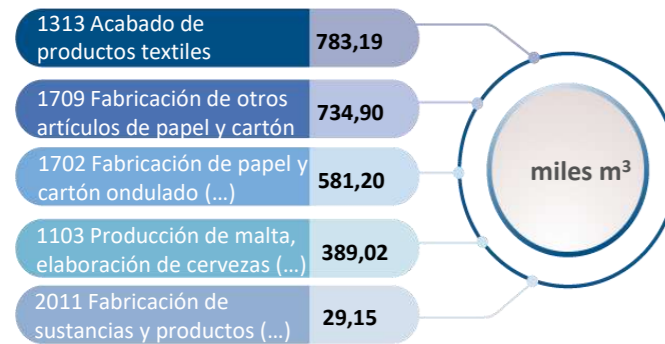 1313 Acabado de
productos textiles
783,19
1709 Fabricación de otros
artículos de papel y cartón
734,90
1702 Fabricación de papel y
cartón ondulado (...)
581,20
1103 Producción de malta,
elaboración de cervezas (...)
389,02
2011 Fabricación de
sustancias y productos (...)
29,15
miles m³